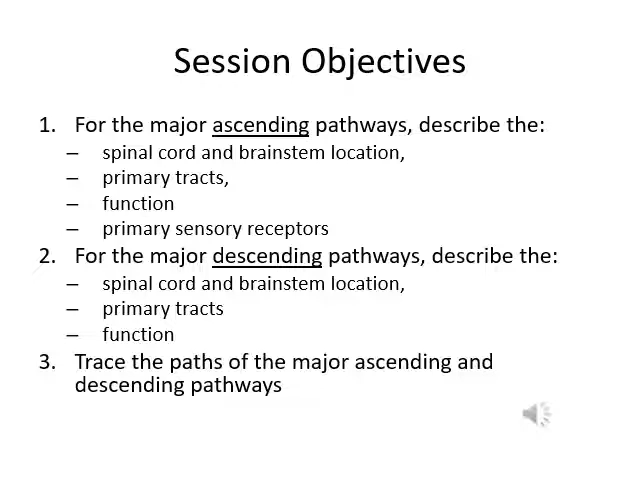 Session Objectives
1. For the major ascending pathways, describe the:
– spinal cord and brainstem location,
– primary tracts,
– function
– primary sensory receptors
2. For the major descending pathways, describe the:
– spinal cord and brainstem location,
– primary tracts
– function
3. Trace the paths of the major ascending and
descending pathways